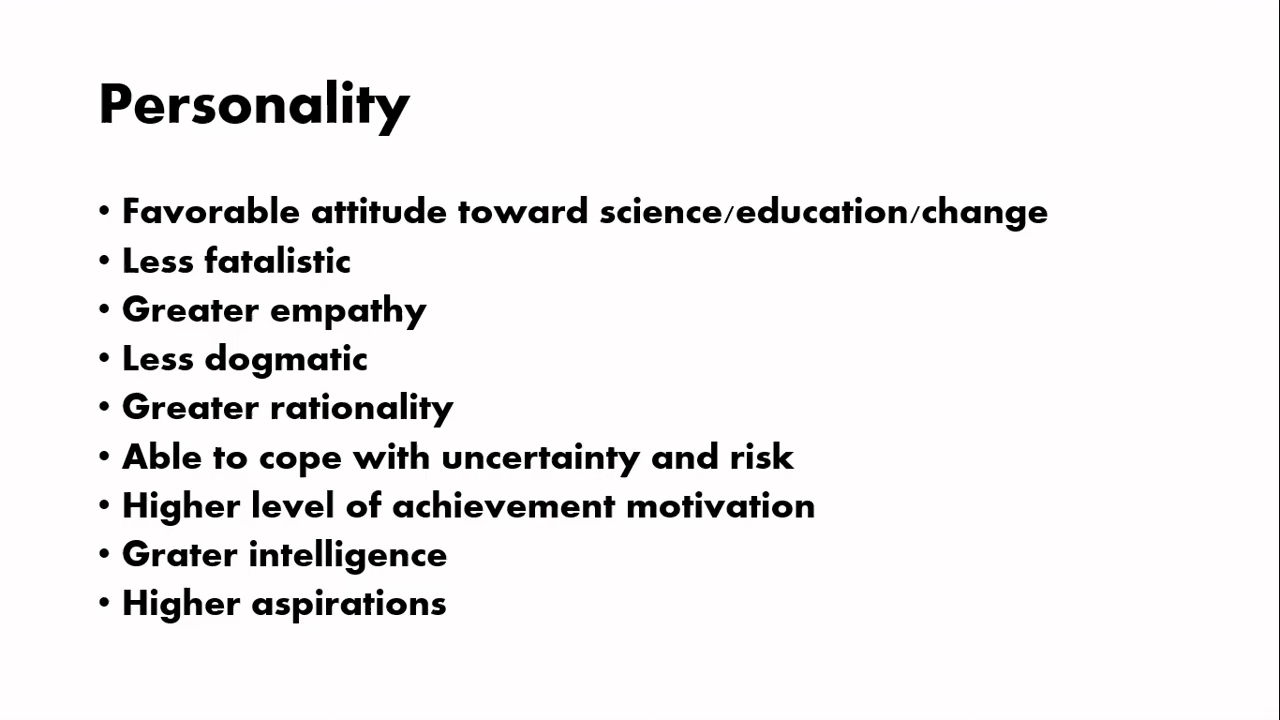 Personality
• Favorable attitude toward science/education/change
• Less fatalistic
• Greater empathy
• Less dogmatic
• Greater rationality
• Able to cope with uncertainty and risk
• Higher level of achievement motivation
• Grater intelligence
• Higher aspirations